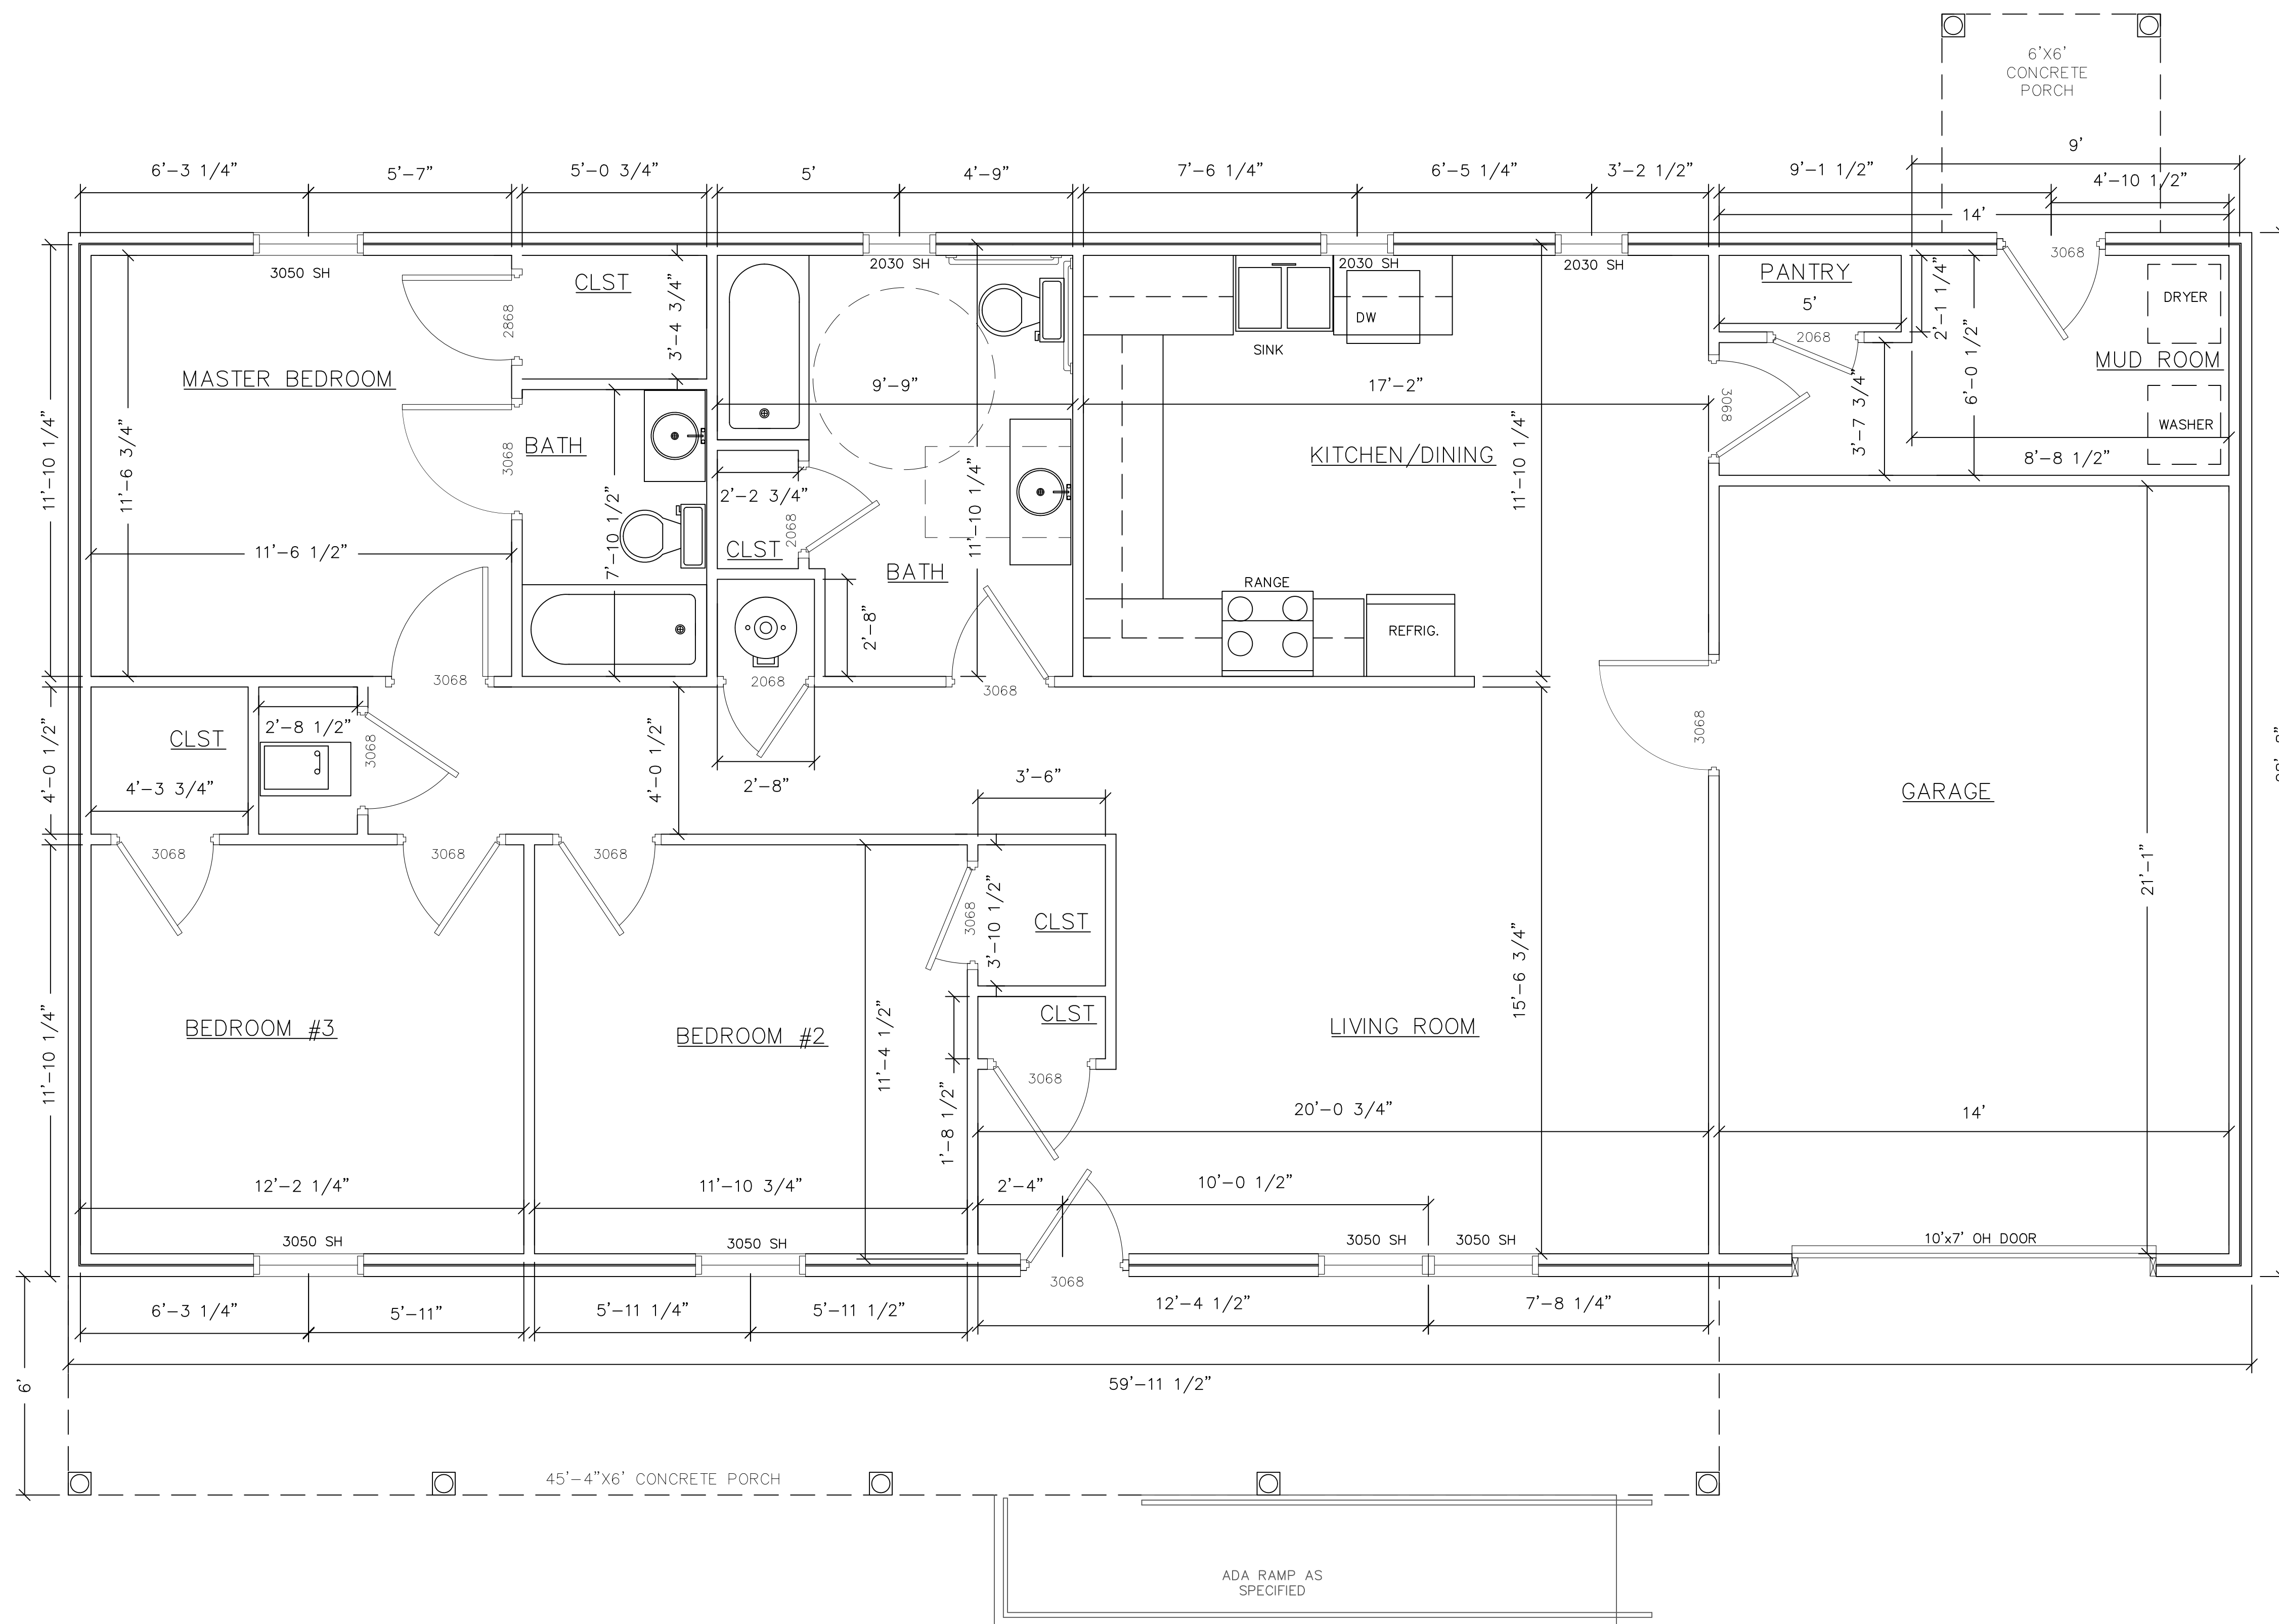 6'X6'
CONCRETE
PORCH
9'
6'-3 1/4"
5'-7"
5'-0 3/4"
5'
4'-9"
7'-6 1/4"
6'-5 1/4"
3'-2 1/2"
9'-1 1/2"
4'-10 1/2"
14'
3050 SH
2030 SH
2030 SH
2030 SH
3068
CLST
PANTRY
5'
2'-1 1/4"
DRYER
2868
3'-4 3/4"
DW
SINK
2068
6'-0 1/2"
MUD ROOM
MASTER BEDROOM
9'-9"
17'-2"
3068
3'-7 3/4"
WASHER
11'-10 1/4"
11'-6 3/4"
3068
BATH
11'-10 1/4"
KITCHEN/DINING
11'-10 1/4"
8'-8 1/2"
2'-2 3/4"
2068
7'-10 1/2"
11'-6 1/2"
CLST
BATH
RANGE
2'-8"
REFRIG.
3068
2068
3068
CLST
2'-8 1/2"
3068
4'-0 1/2"
4'-0 1/2"
3068
4'-3 3/4"
2'-8"
3'-6"
GARAGE
3068
3068
3068
21'-1"
3068
3'-10 1/2"
CLST
15'-6 3/4"
11'-10 1/4"
BEDROOM #3
BEDROOM #2
11'-4 1/2"
CLST
LIVING ROOM
3068
1'-8 1/2"
20'-0 3/4"
14'
12'-2 1/4"
11'-10 3/4"
2'-4"
10'-0 1/2"
3050 SH
3050 SH
3050 SH
3050 SH
10'x7' OH DOOR
3068
6'-3 1/4"
5'-11"
5'-11 1/4"
5'-11 1/2"
12'-4 1/2"
7'-8 1/4"
6'
59'-11 1/2"
45'-4"X6' CONCRETE PORCH
ADA RAMP AS
SPECIFIED